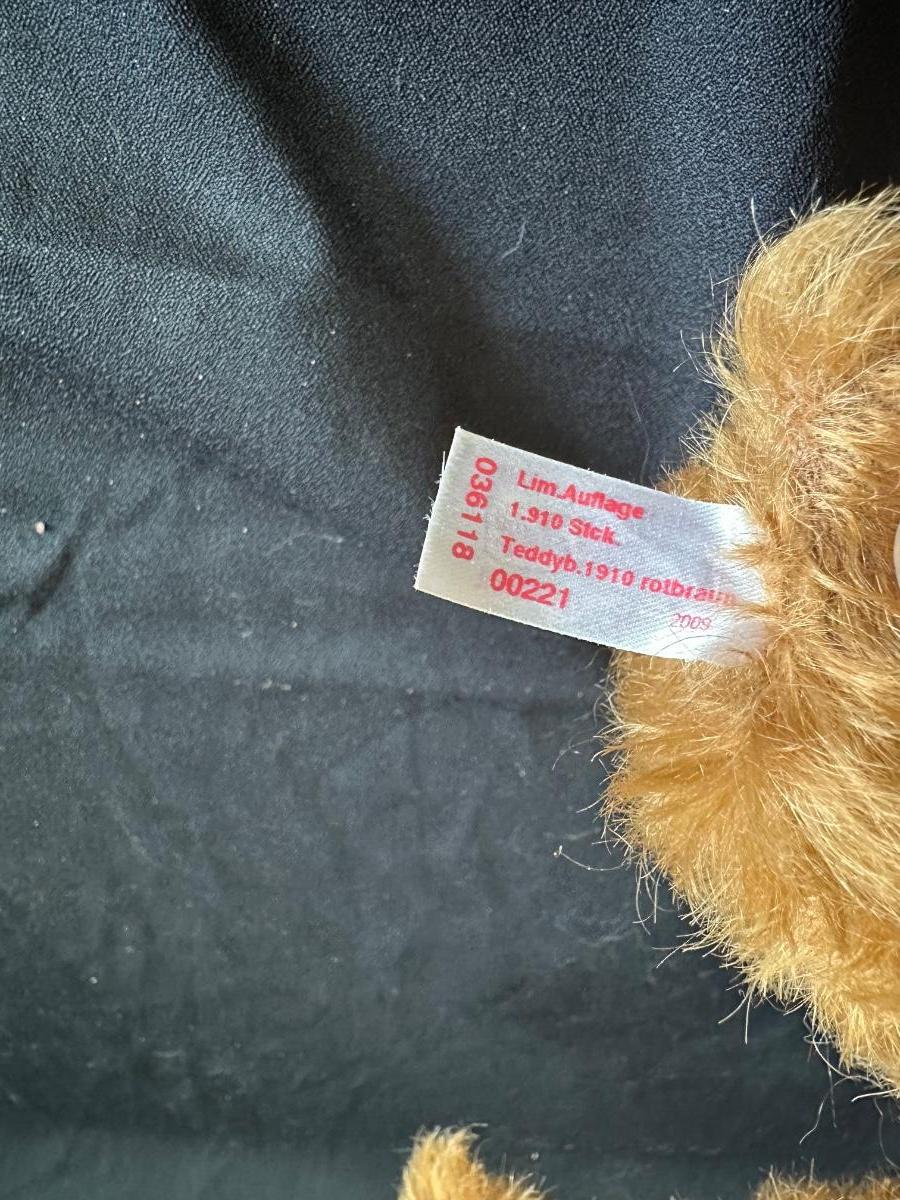 036118
Lim.Auflage
1.910 Stck.
Teddyb.1910 rotbraun
00221
2009